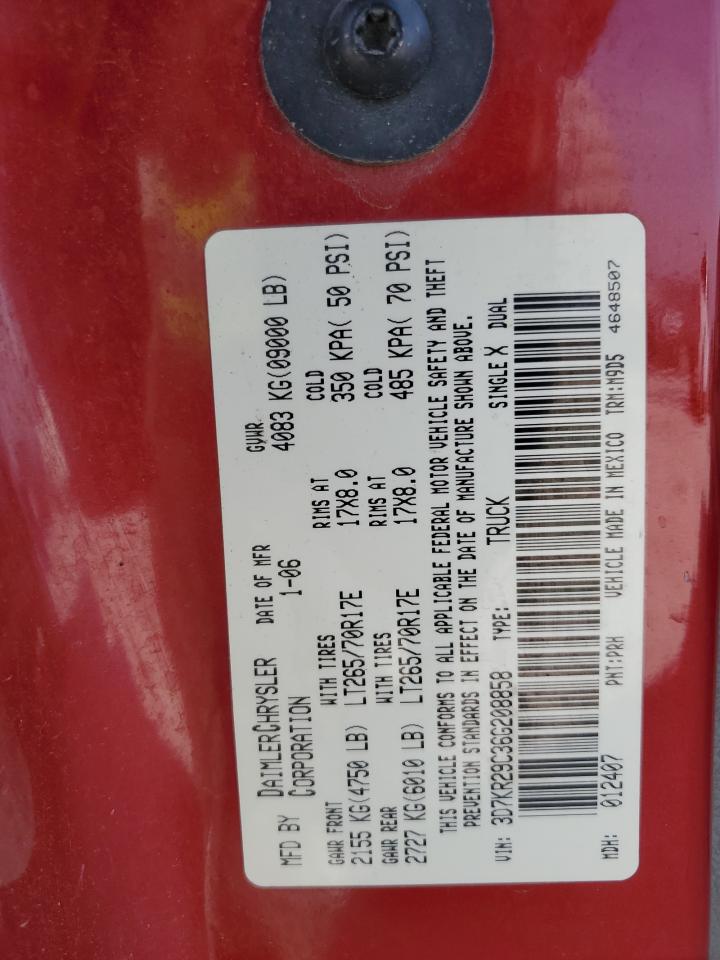 MFD BY DAIMLERCHRYSLER CORPORATION DATE OF MFR 1-06 GVWR 4083 KG(09000 LB)
GAWR FRONT WITH TIRES RIMS AT COLD
2155 KG(4750 LB) LT265/70R17E 17X8.0 350 KPA( 50 PSI)
GAWR REAR WITH TIRES RIMS AT COLD
2727 KG(6010 LB) LT265/70R17E 17X8.0 485 KPA( 70 PSI)
THIS VEHICLE CONFORMS TO ALL APPLICABLE FEDERAL MOTOR VEHICLE SAFETY AND THEFT
PREVENTION STANDARDS IN EFFECT ON THE DATE OF MANUFACTURE SHOWN ABOVE.
VIN: 3D7KR29C36G208858 TYPE: TRUCK SINGLE X DUAL
MDH: 012407 PNT:PRH VEHICLE MADE IN MEXICO TRM:M9D5 4648507